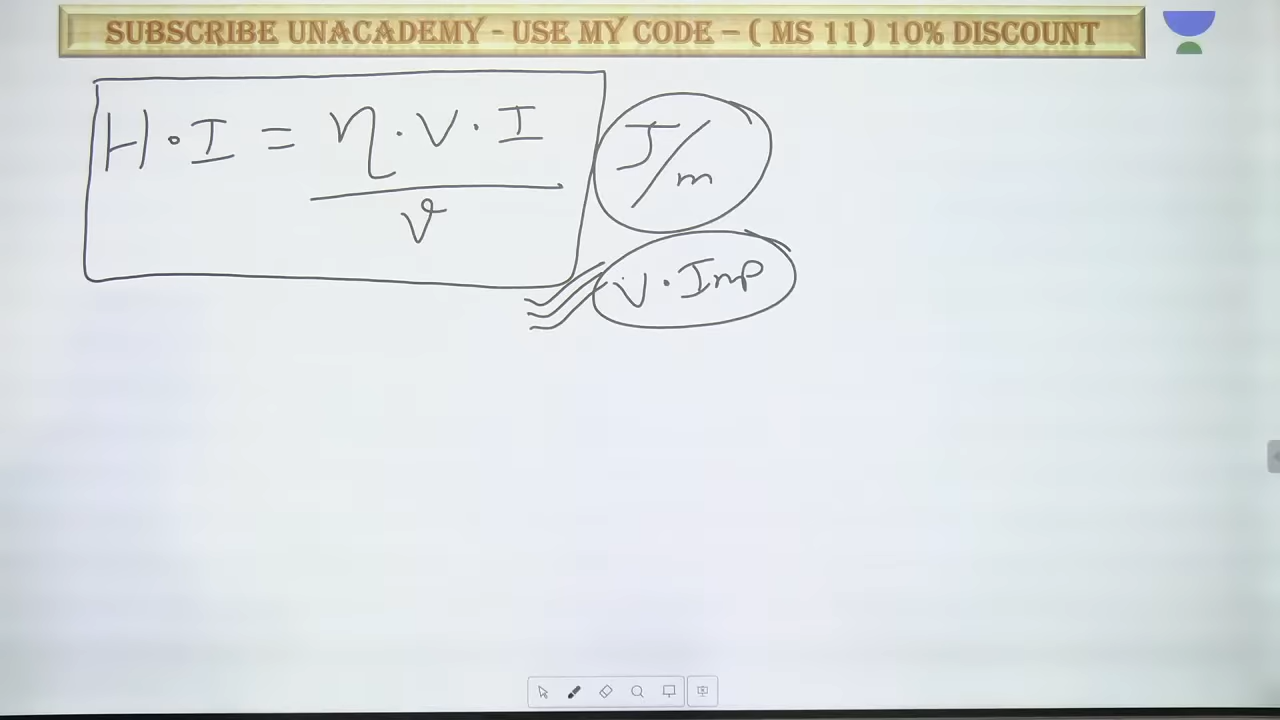 SUBSCRIBE UNACADEMY - USE MY CODE – ( MS 11) 10% DISCOUNT
H.I = η.V.I / v
J/m
V.Imp